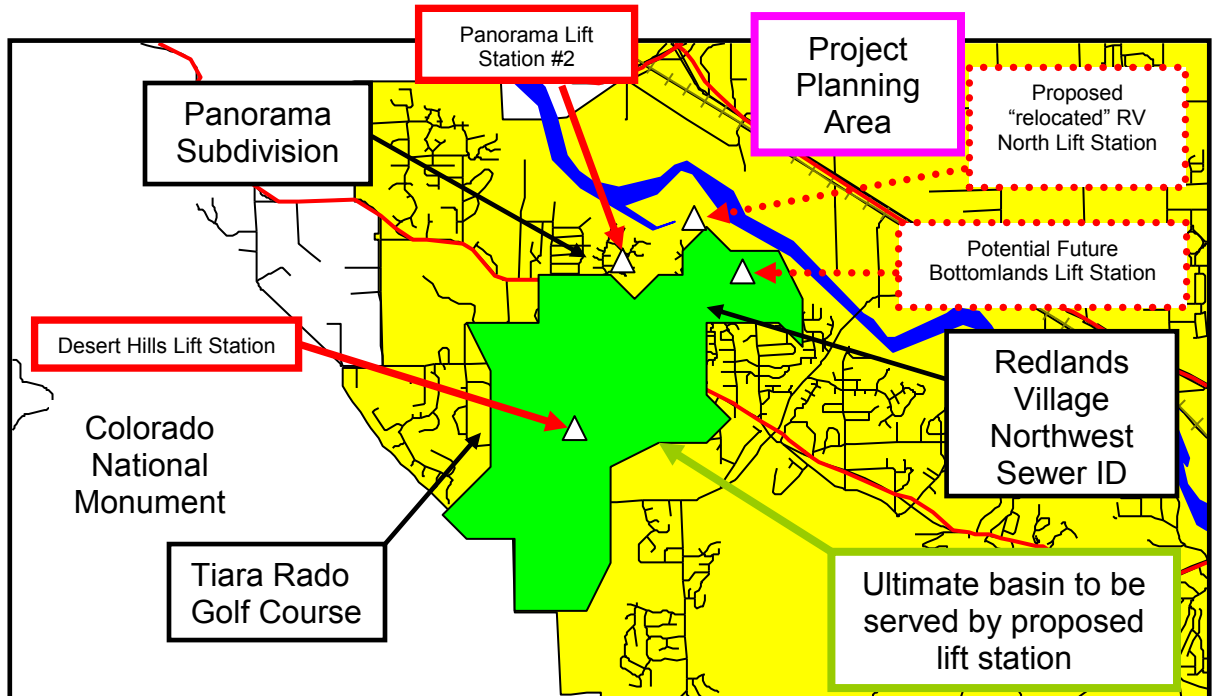 Panorama Lift
Station #2
Project
Planning
Area
Proposed
“relocated” RV
North Lift Station
Panorama
Subdivision
Potential Future
Bottomlands Lift Station
Desert Hills Lift Station
Redlands
Village
Northwest
Sewer ID
Colorado
National
Monument
Tiara Rado
Golf Course
Ultimate basin to be
served by proposed
lift station